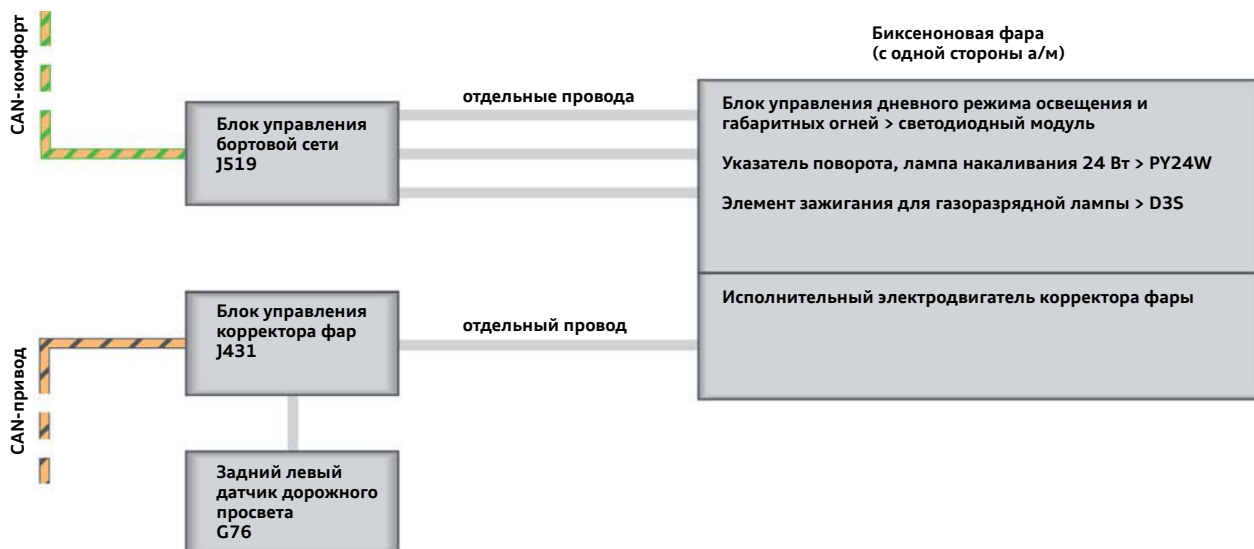 CAN-комфорт
Биксеноновая фара
(с одной стороны а/м)
отдельные провода
Блок управления
бортовой сети
J519
Блок управления дневного режима освещения и
габаритных огней > светодиодный модуль
Указатель поворота, лампа накаливания 24 Вт > PY24W
Элемент зажигания для газоразрядной лампы > D3S
CAN-привод
Блок управления
корректора фар
J431
отдельный провод
Исполнительный электродвигатель корректора фары
Задний левый
датчик дорожного
просвета
G76